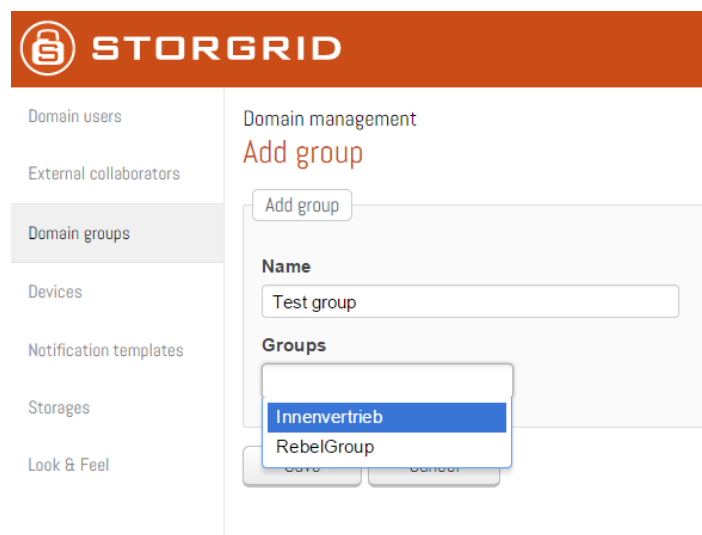 STORGRID
Domain users
External collaborators
Domain groups
Devices
Notification templates
Storages
Look & Feel
Domain management
Add group
Add group
Name
Test group
Groups
Innenvertrieb
RebelGroup